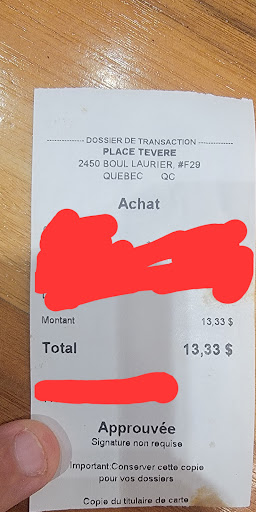 DOSSIER DE TRANSACTION
PLACE TEVERE
2450 BOUL LAURIER, #F29
QUEBEC QC
Achat
Montant 13,33 $
Total 13,33 $
Approuvée
Signature non requise
Important:Conserver cette copie
pour vos dossiers
Copie du titulaire de carte